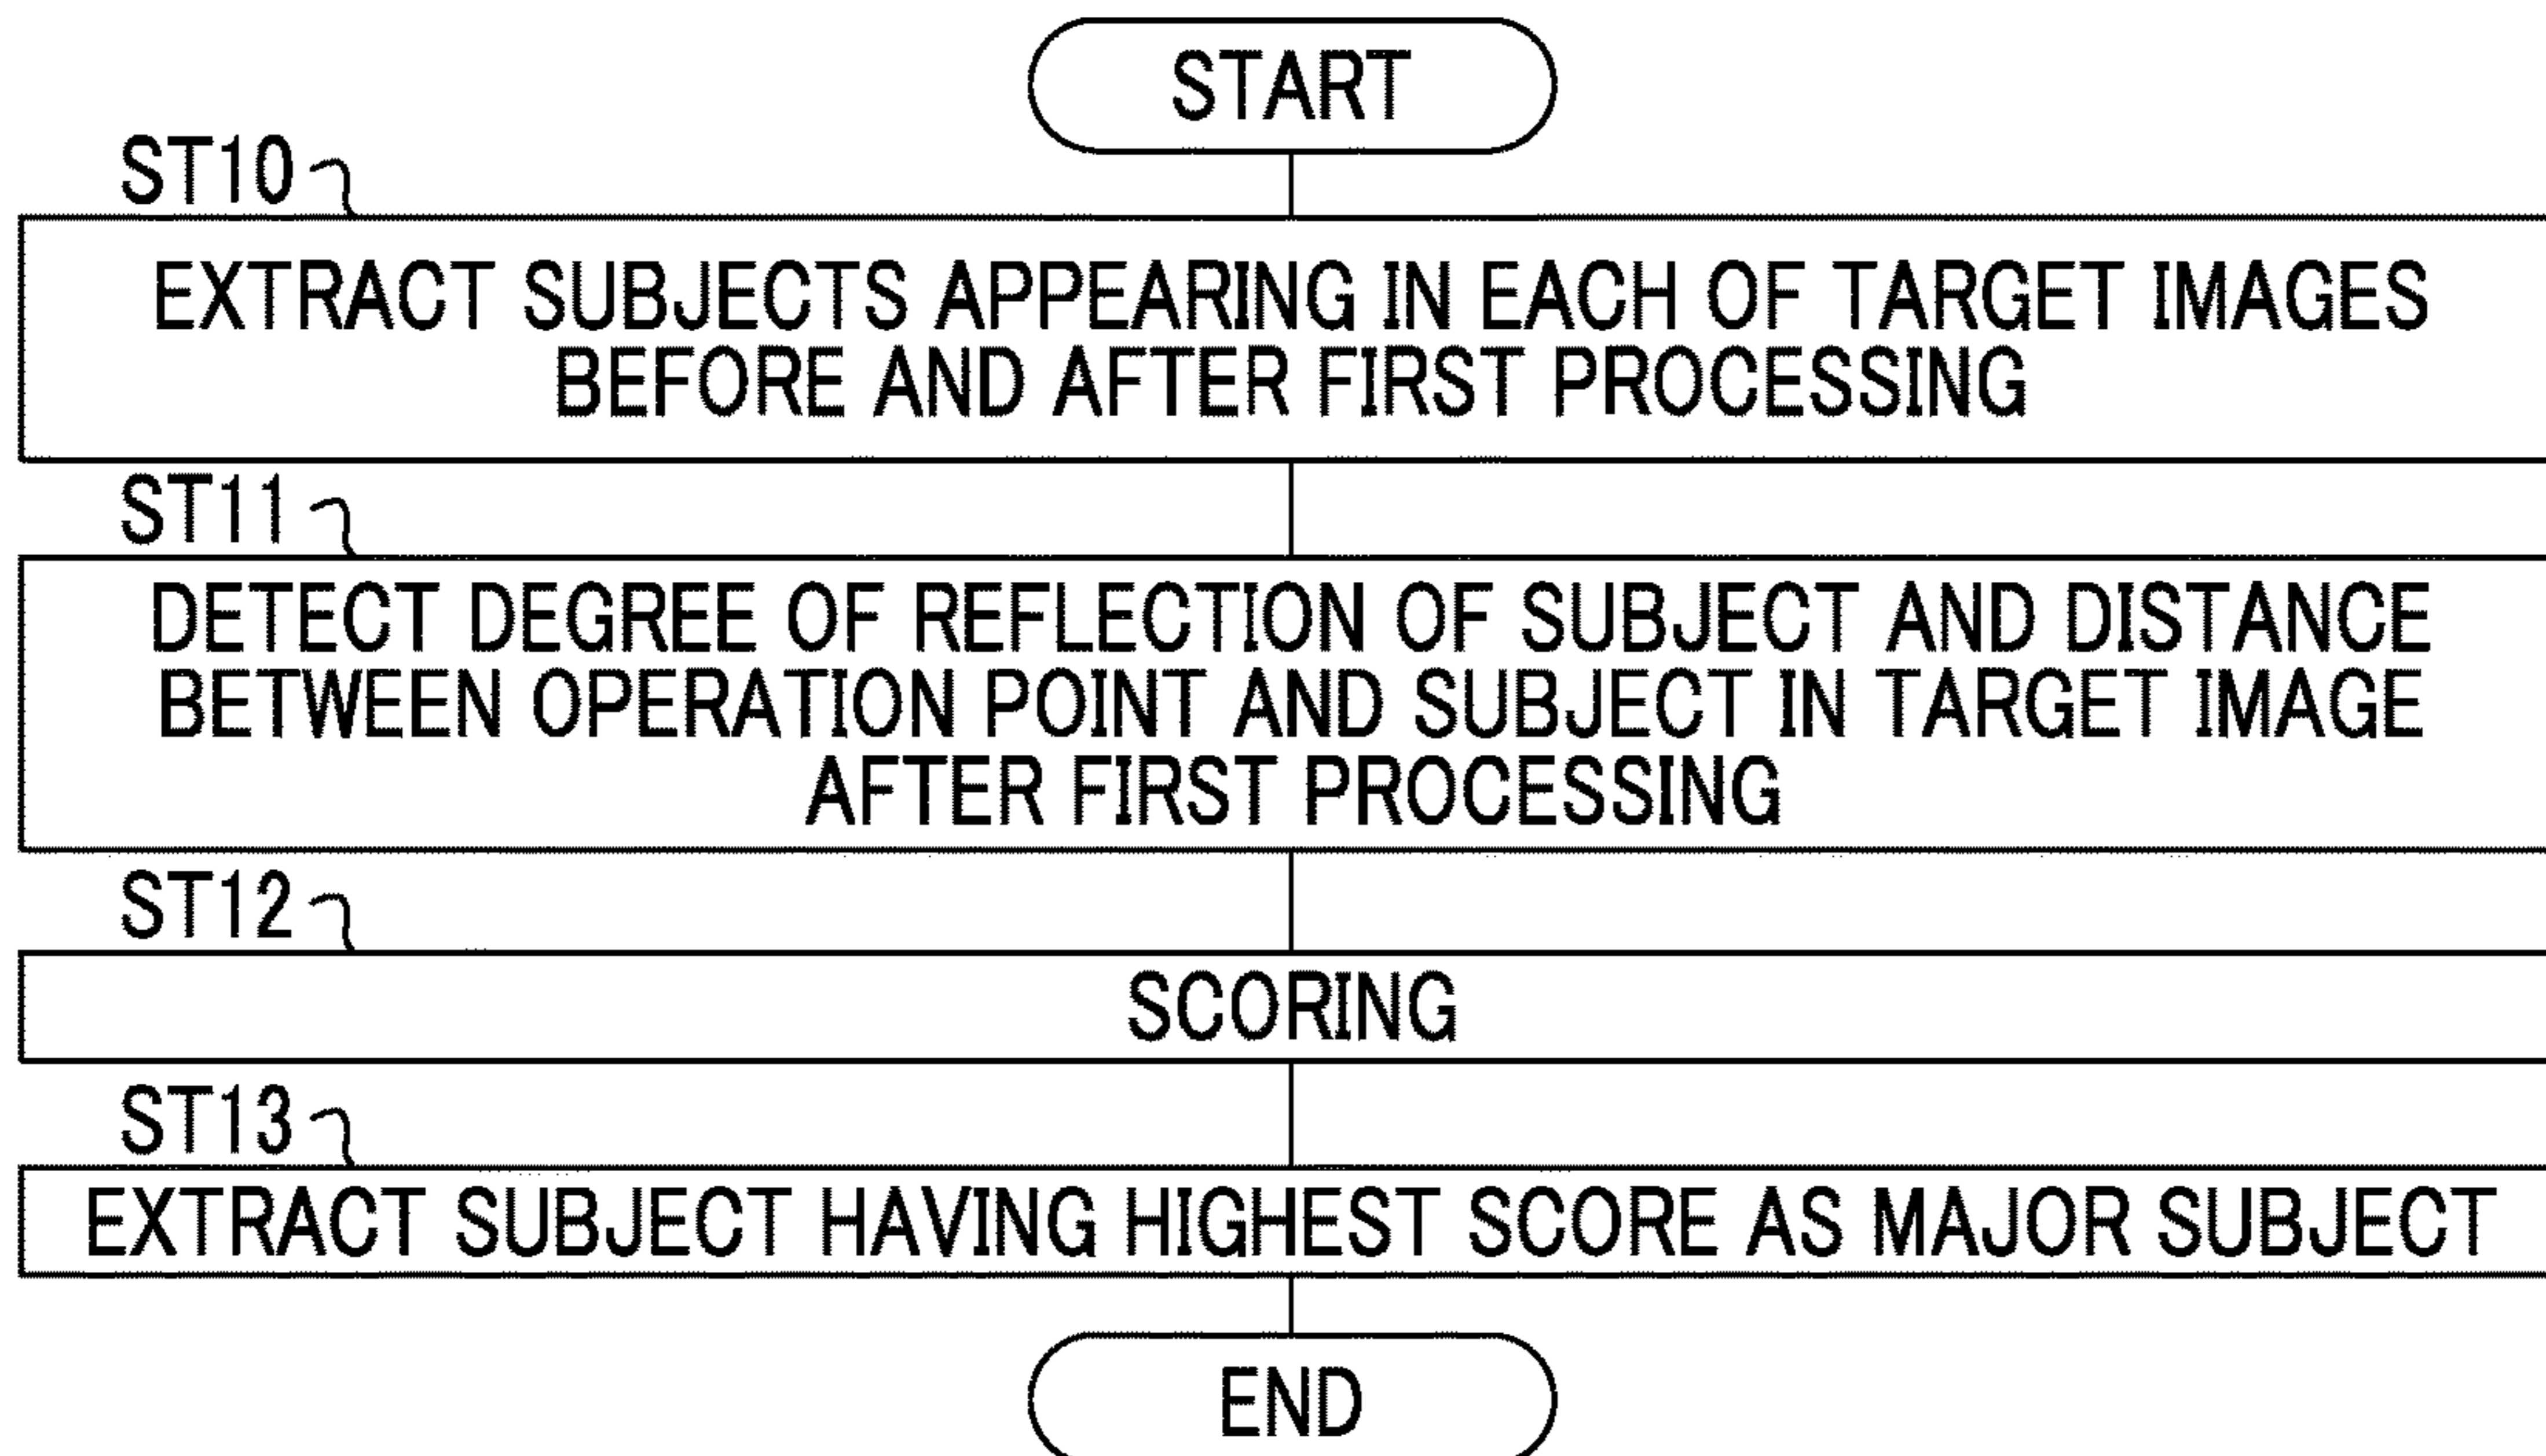 START
ST10
EXTRACT SUBJECTS APPEARING IN EACH OF TARGET IMAGES
BEFORE AND AFTER FIRST PROCESSING
ST11
DETECT DEGREE OF REFLECTION OF SUBJECT AND DISTANCE
BETWEEN OPERATION POINT AND SUBJECT IN TARGET IMAGE
AFTER FIRST PROCESSING
ST12
SCORING
ST13
EXTRACT SUBJECT HAVING HIGHEST SCORE AS MAJOR SUBJECT
END